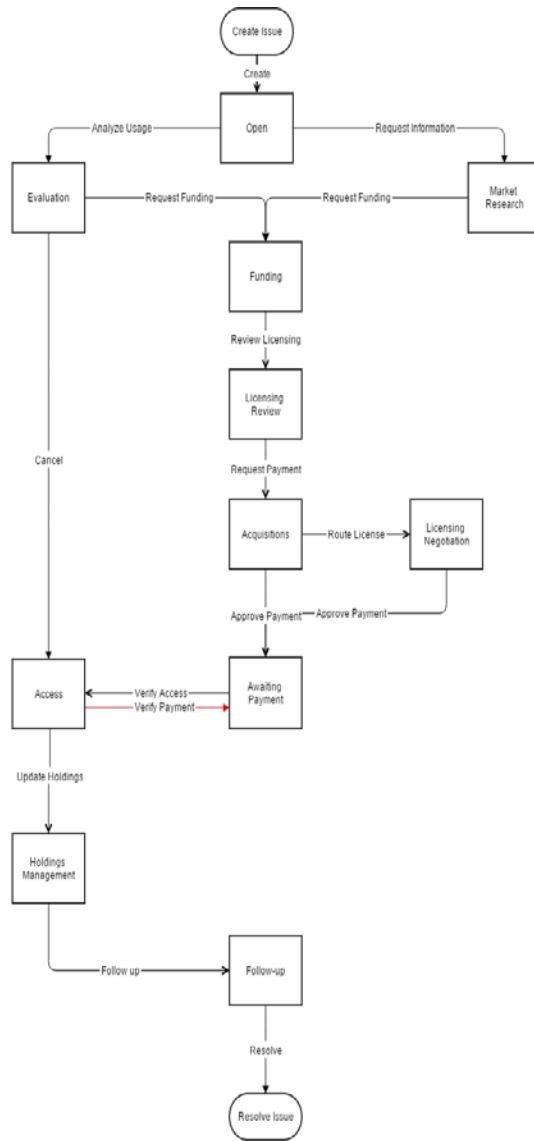 Create Issue
Create
Analyze Usage
Open
Request Information
Evaluation
Request Funding
Request Funding
Market
Research
Funding
Review Licensing
Licensing
Review
Cancel
Request Payment
Acquisitions
Route License
Licensing
Negotiation
Approve Payment
Approve Payment
Access
Verify Access
Verify Payment
Awaiting
Payment
Update Holdings
Holdings
Management
Follow up
Follow-up
Resolve
Resolve Issue